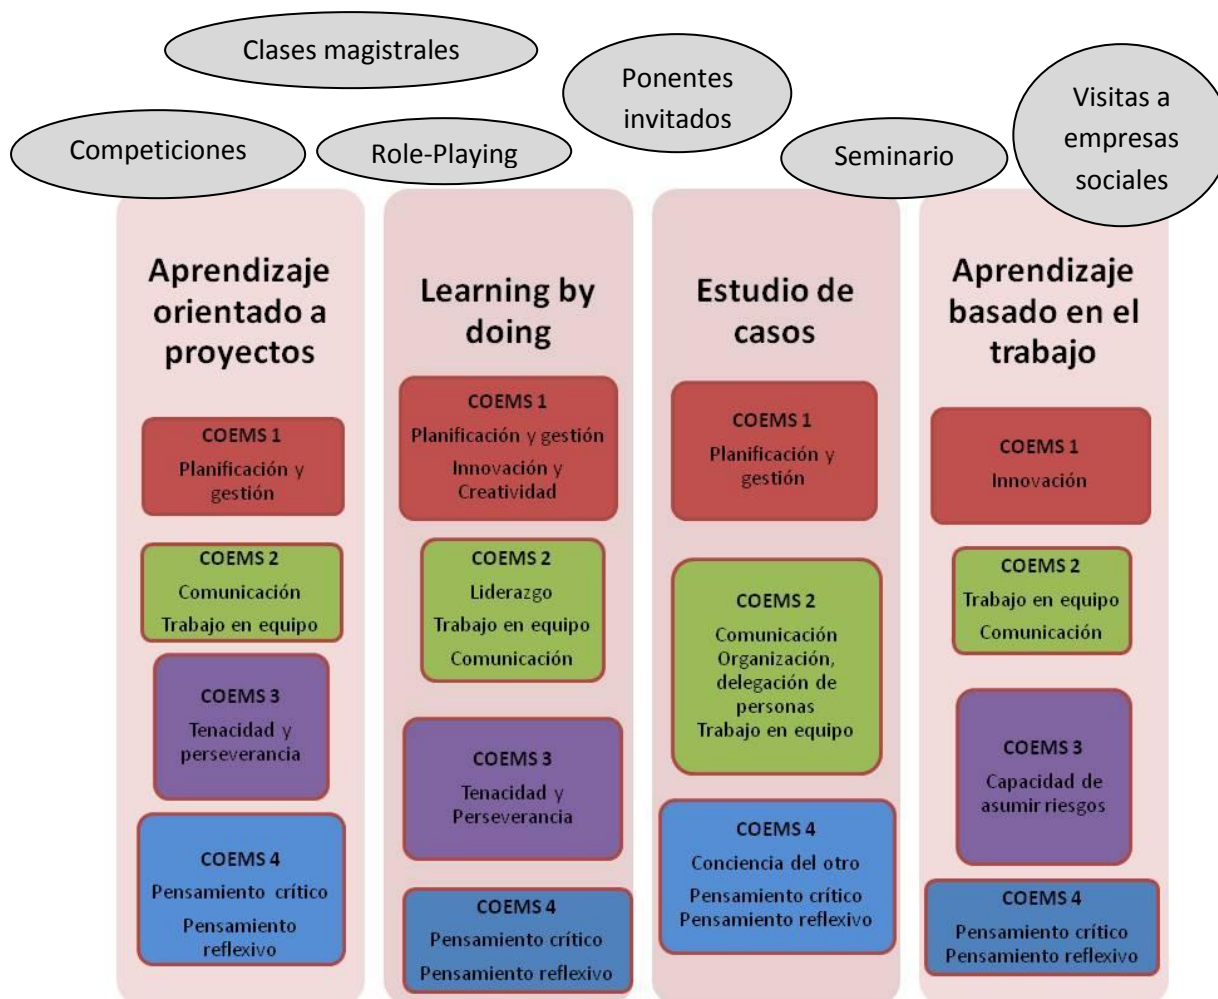 Clases magistrales
Ponentes
invitados
Visitas a
empresas
sociales
Competiciones
Role-Playing
Seminario
Aprendizaje
orientado a
proyectos
COEMS 1
Planificación y
gestión
COEMS 2
Comunicación
Trabajo en equipo
COEMS 3
Tenacidad y
perseverancia
COEMS 4
Pensamiento crítico
Pensamiento
reflexivo
Learning by
doing
COEMS 1
Planificación y gestión
Innovación y
Creatividad
COEMS 2
Liderazgo
Trabajo en equipo
Comunicación
COEMS 3
Tenacidad y
Perseverancia
COEMS 4
Pensamiento crítico
Pensamiento reflexivo
Estudio de
casos
COEMS 1
Planificación y
gestión
COEMS 2
Comunicación
Organización,
delegación de
personas
Trabajo en equipo
COEMS 4
Conciencia del otro
Pensamiento crítico
Pensamiento reflexivo
Aprendizaje
basado en el
trabajo
COEMS 1
Innovación
COEMS 2
Trabajo en equipo
Comunicación
COEMS 3
Capacidad de
asumir riesgos
COEMS 4
Pensamiento crítico
Pensamiento reflexivo